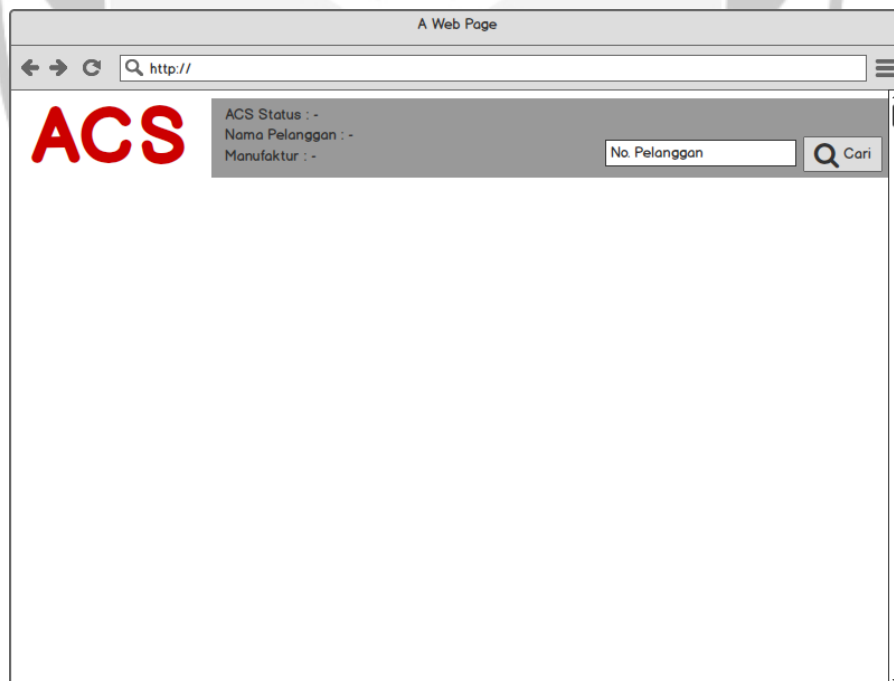 A Web Page
http://
ACS
ACS Status : -
Nama Pelanggan : -
Manufaktur : -
No. Pelanggan
Cari